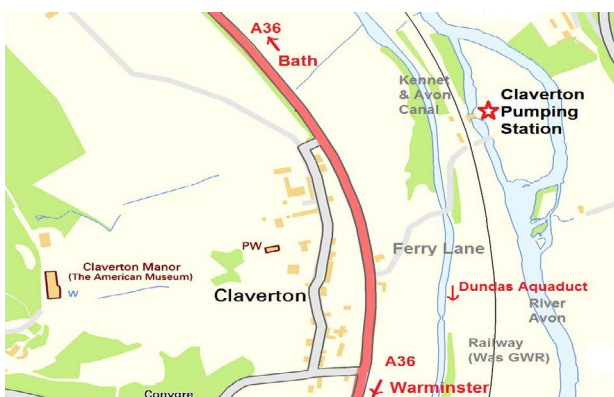 A36
Bath
Kennet
& Avon
Canal
Claverton
Pumping
Station
PW
Claverton Manor
(The American Museum)
W
Claverton
Ferry Lane
Dundas Aquaduct
River
Avon
Railway
(Was GWR)
A36
Warminster